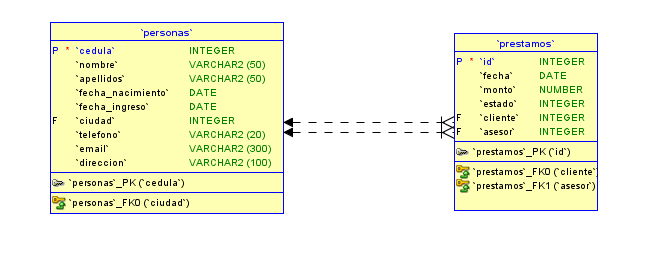 `personas`
P * `cedula` INTEGER
`nombre` VARCHAR2 (50)
`apellidos` VARCHAR2 (50)
`fecha_nacimiento` DATE
`fecha_ingreso` DATE
F `ciudad` INTEGER
`telefono` VARCHAR2 (20)
`email` VARCHAR2 (300)
`direccion` VARCHAR2 (100)
`personas`_PK (`cedula`)
`personas`_FK0 (`ciudad`)
`prestamos`
P * `id` INTEGER
`fecha` DATE
`monto` NUMBER
`estado` INTEGER
F `cliente` INTEGER
F `asesor` INTEGER
`prestamos`_PK (`id`)
`prestamos`_FK0 (`cliente`)
`prestamos`_FK1 (`asesor`)